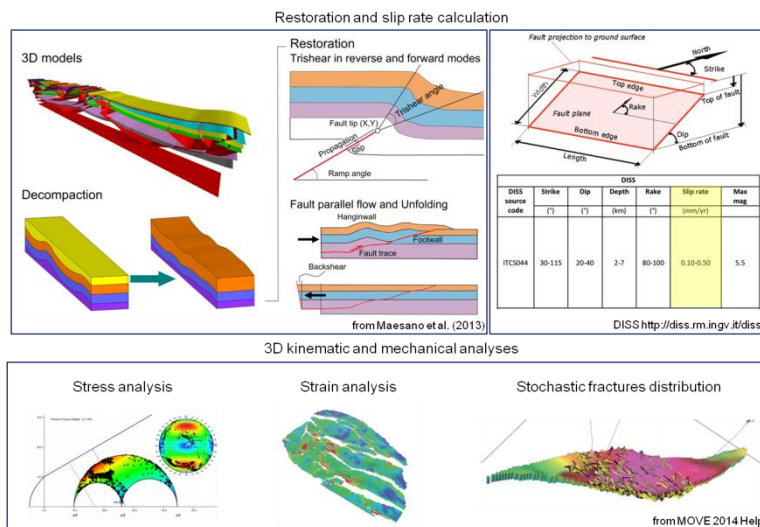 Restoration and slip rate calculation
3D models
Decompaction
Restoration
Trishear in reverse and forward modes
Trishear angle
Fault tip (X,Y)
Propagation
Slip
Ramp angle
Fault parallel flow and Unfolding
Hanginwall
Footwall
Fault trace
Backshear
from Maesano et al. (2013)
Fault projection to ground surface
North
Strike
Width
Top edge
Top of fault
Rake
Fault plane
Dip
Bottom edge
Bottom of fault
Length
DISS
DISS source code Strike Dip Depth Rake Slip rate Max mag
(°) (°) (km) (°) (mm/yr)
ITCS044 30-115 20-40 2-7 80-100 0.10-0.50 5.5
DISS http://diss.rm.ingv.it/diss
3D kinematic and mechanical analyses
Stress analysis
Strain analysis
Stochastic fractures distribution
from MOVE 2014 Help